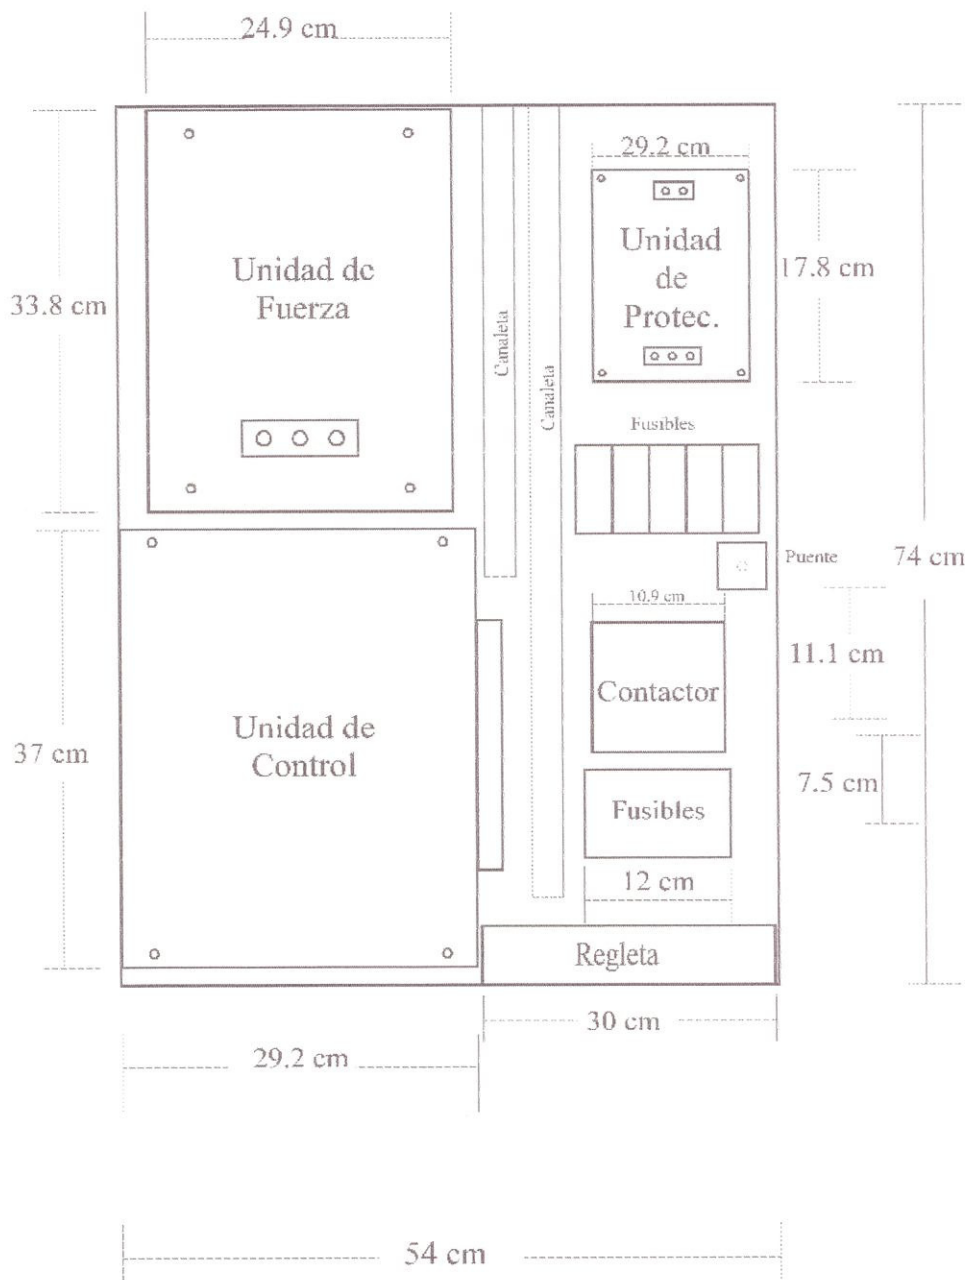 24.9 cm
29.2 cm
Unidad de
Fuerza
33.8 cm
Unidad
de
Protec.
17.8 cm
Canaleta
Canaleta
Fusibles
Puente
74 cm
10.9 cm
11.1 cm
Contactor
Unidad de
Control
37 cm
7.5 cm
Fusibles
12 cm
Regleta
30 cm
29.2 cm
54 cm